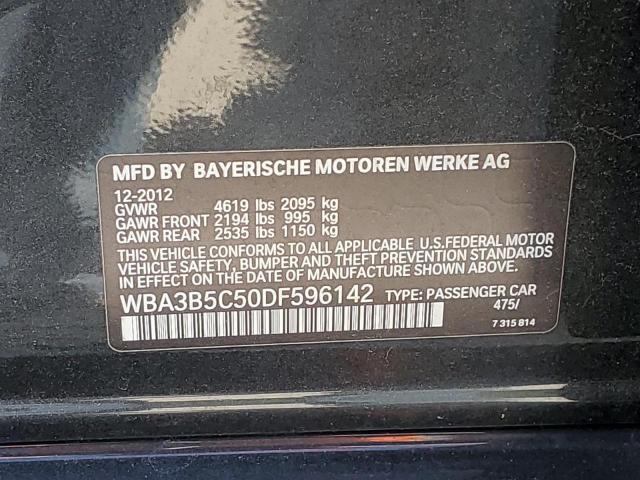 MFD BY BAYERISCHE MOTOREN WERKE AG
12-2012
GVWR 4619 lbs 2095 kg
GAWR FRONT 2194 lbs 995 kg
GAWR REAR 2535 lbs 1150 kg
THIS VEHICLE CONFORMS TO ALL APPLICABLE U.S.FEDERAL MOTOR
VEHICLE SAFETY, BUMPER AND THEFT PREVENTION STANDARDS
IN EFFECT ON THE DATE OF MANUFACTURE SHOWN ABOVE.
WBA3B5C50DF596142 TYPE: PASSENGER CAR
475/
7 315 814